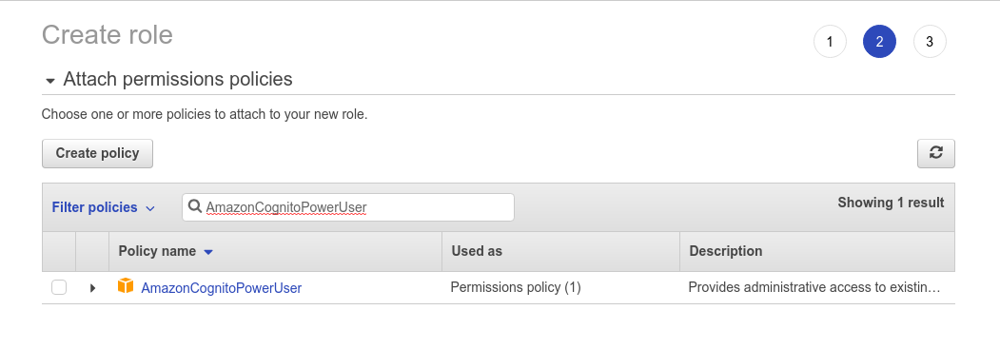 Create role
1 2 3
Attach permissions policies
Choose one or more policies to attach to your new role.
Create policy
Filter policies AmazonCognitoPowerUser Showing 1 result
Policy name Used as Description
AmazonCognitoPowerUser Permissions policy (1) Provides administrative access to existin…